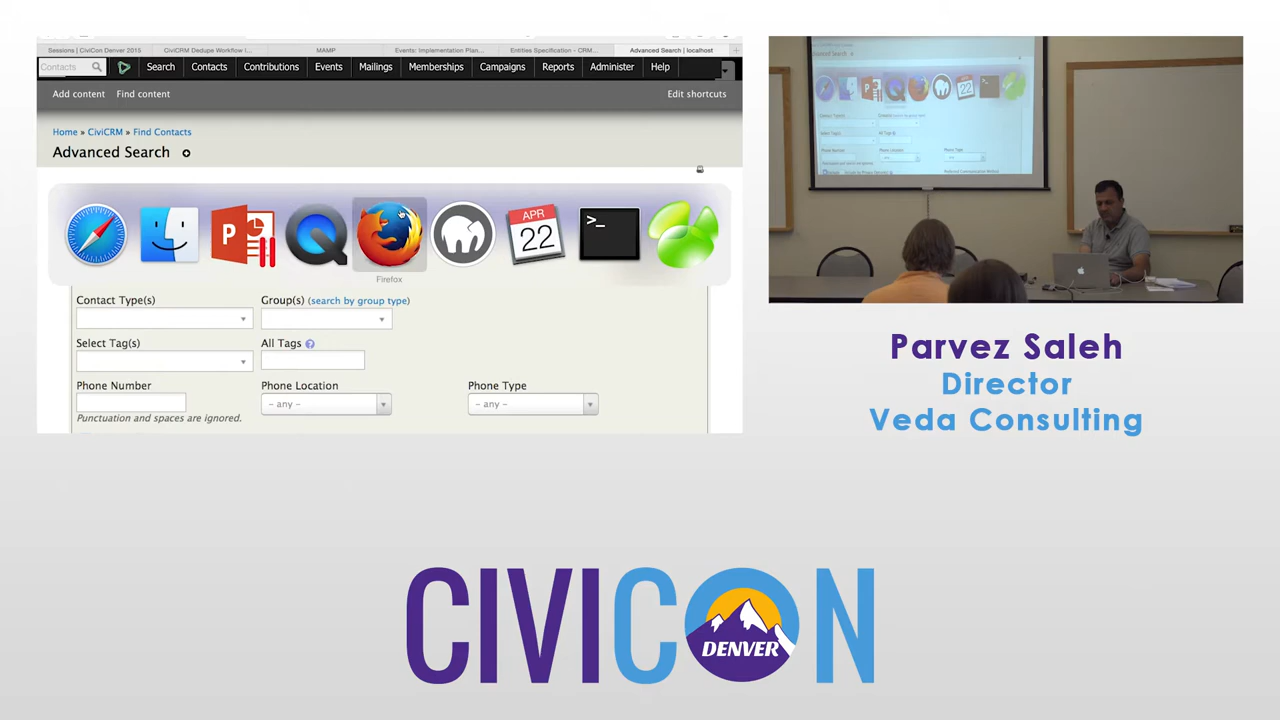 Sessions | CiviCon Denver 2015
CiviCRM Dedupe Workflow I...
MAMP
Events: Implementation Plan...
Entities Specification - CRM...
Advanced Search | localhost
Contacts
Search
Contacts
Contributions
Events
Mailings
Memberships
Campaigns
Reports
Administer
Help
Add content
Find content
Edit shortcuts
Home » CiviCRM » Find Contacts
Advanced Search
APR
22
Firefox
Contact Type(s)
Group(s) (search by group type)
Select Tag(s)
All Tags
Phone Number
Phone Location
Phone Type
- any -
- any -
Punctuation and spaces are ignored.
Parvez Saleh
Director
Veda Consulting
CIVICON
DENVER